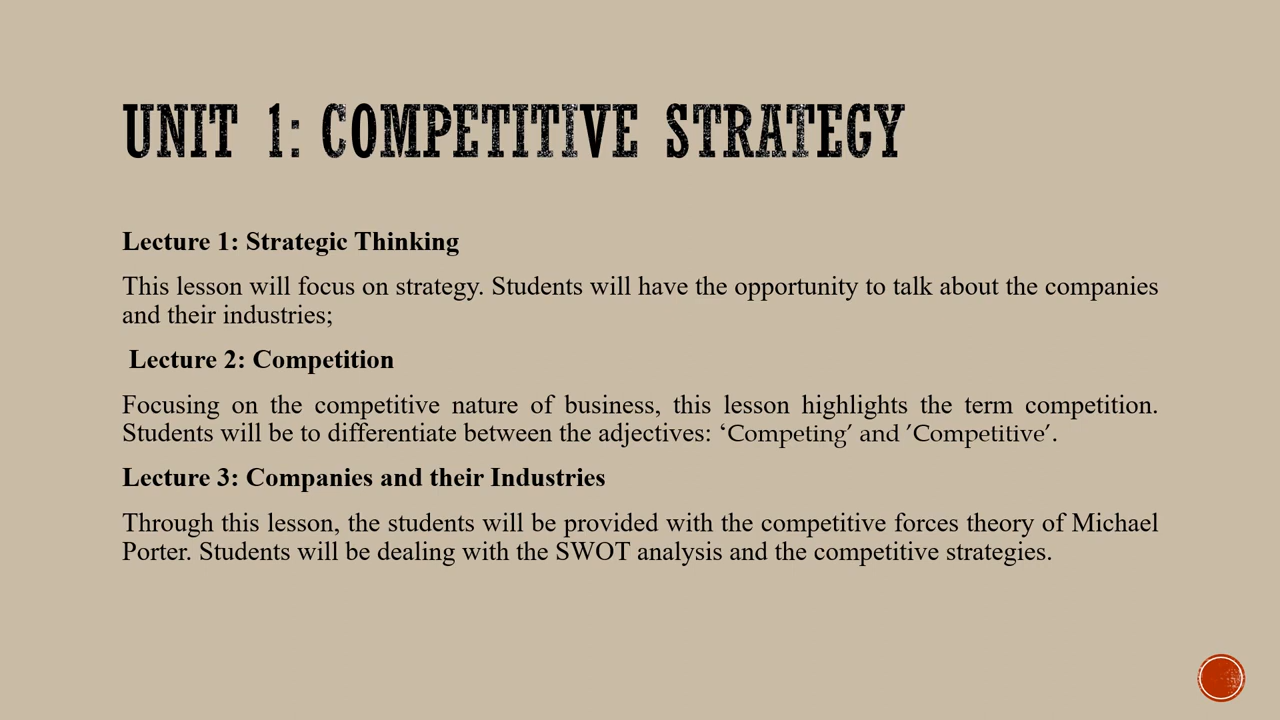 UNIT 1: COMPETITIVE STRATEGY
Lecture 1: Strategic Thinking
This lesson will focus on strategy. Students will have the opportunity to talk about the companies
and their industries;
Lecture 2: Competition
Focusing on the competitive nature of business, this lesson highlights the term competition.
Students will be to differentiate between the adjectives: ‘Competing’ and ’Competitive’.
Lecture 3: Companies and their Industries
Through this lesson, the students will be provided with the competitive forces theory of Michael
Porter. Students will be dealing with the SWOT analysis and the competitive strategies.